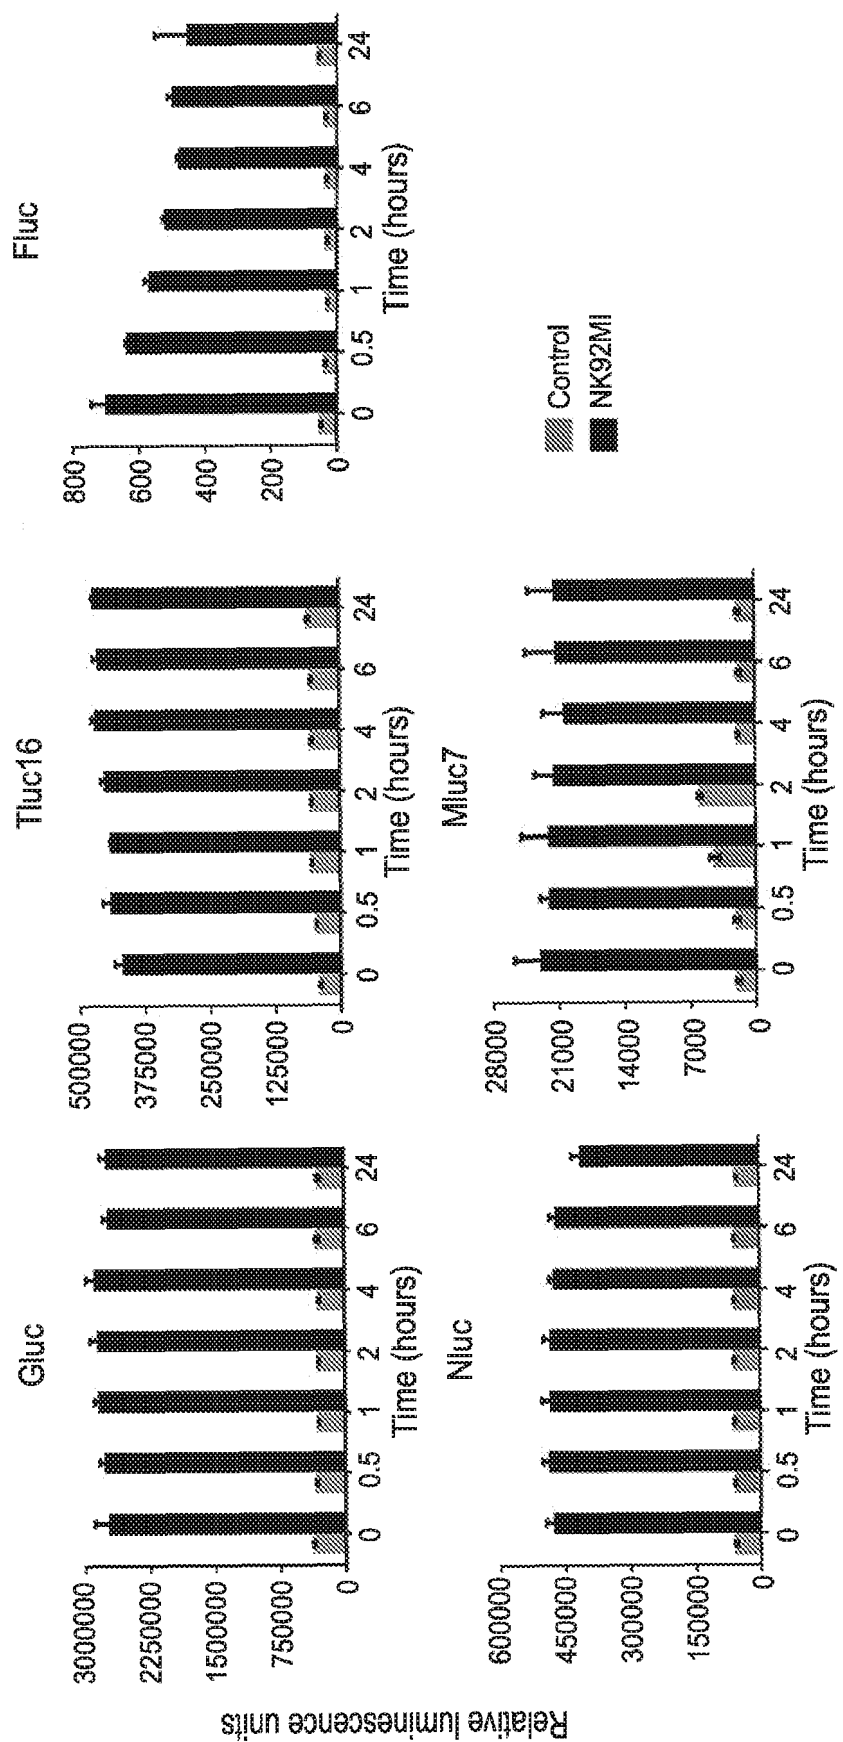 Relative luminescence units
Gluc
3000000
2250000
1500000
750000
0
0 0.5 1 2 4 6 24
Time (hours)
Tluc16
500000
375000
250000
125000
0
0 0.5 1 2 4 6 24
Time (hours)
Fluc
800
600
400
200
0
0 0.5 1 2 4 6 24
Time (hours)
Nluc
600000
450000
300000
150000
0
0 0.5 1 2 4 6 24
Time (hours)
Mluc7
28000
21000
14000
7000
0
0 0.5 1 2 4 6 24
Time (hours)
Control
NK92MI